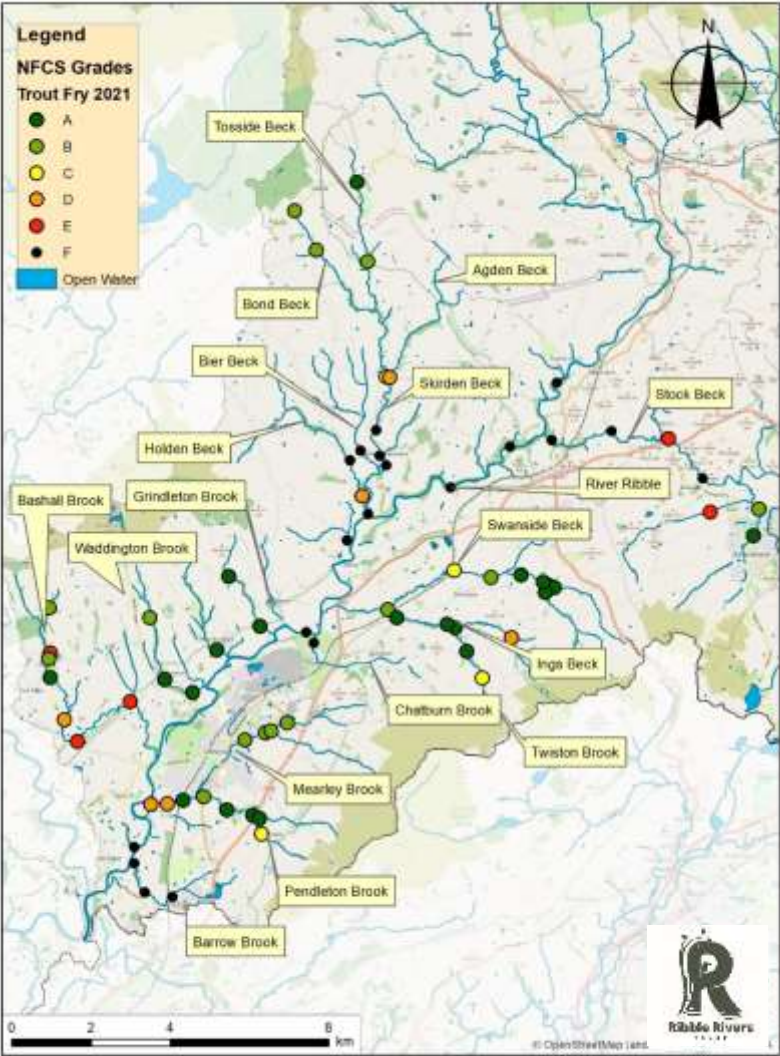 Legend
NFCS Grades
Trout Fry 2021
A
B
C
D
E
F
Open Water
N
Tosside Beck
Agden Beck
Bond Beck
Bier Beck
Skirden Beck
Stock Beck
Holden Beck
River Ribble
Bashall Brook
Grindleton Brook
Swanside Beck
Waddington Brook
Ings Beck
Chatburn Brook
Twiston Brook
Mearley Brook
Pendleton Brook
Barrow Brook
0 2 4 8
km
© OpenStreetMap (and
R
Ribble Rivers
TRUST